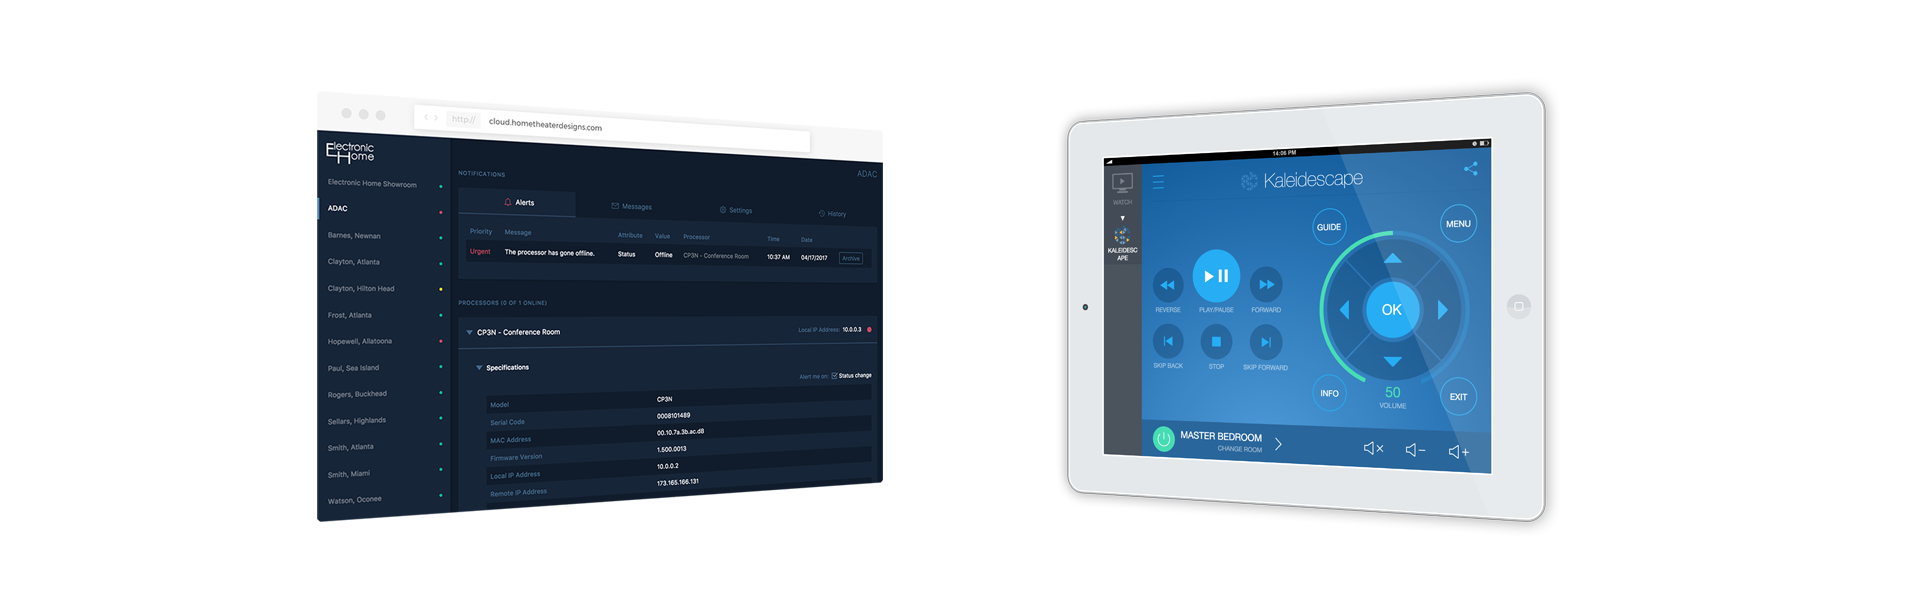 http://
cloud.hometheaterdesigns.com
Electronic
Home
Electronic Home Showroom
ADAC
Barnes, Newnan
Clayton, Atlanta
Clayton, Hilton Head
Frost, Atlanta
Hopewell, Allatoona
Paul, Sea Island
Rogers, Buckhead
Sellars, Highlands
Smith, Atlanta
Smith, Miami
Watson, Oconee
NOTIFICATIONS
ADAC
Alerts
Messages
Settings
History
Priority Message Attribute Value Processor Time Date
Urgent The processor has gone offline. Status Offline CP3N - Conference Room 10:37 AM 04/17/2017 Archive
PROCESSORS (0 OF 1 ONLINE)
CP3N - Conference Room
Local IP Address: 10.0.0.3
Specifications
Alert me on: Status change
Model CP3N
Serial Code 0008101489
MAC Address 00.10.7a.3b.ac.d8
Firmware Version 1.500.0013
Local IP Address 10.0.0.2
Remote IP Address 173.165.166.131
14:06 PM
WATCH
KALEIDESC
APE
Kaleidescape
GUIDE
MENU
REVERSE
PLAY/PAUSE
FORWARD
OK
SKIP BACK
STOP
SKIP FORWARD
INFO
50
VOLUME
EXIT
MASTER BEDROOM
CHANGE ROOM